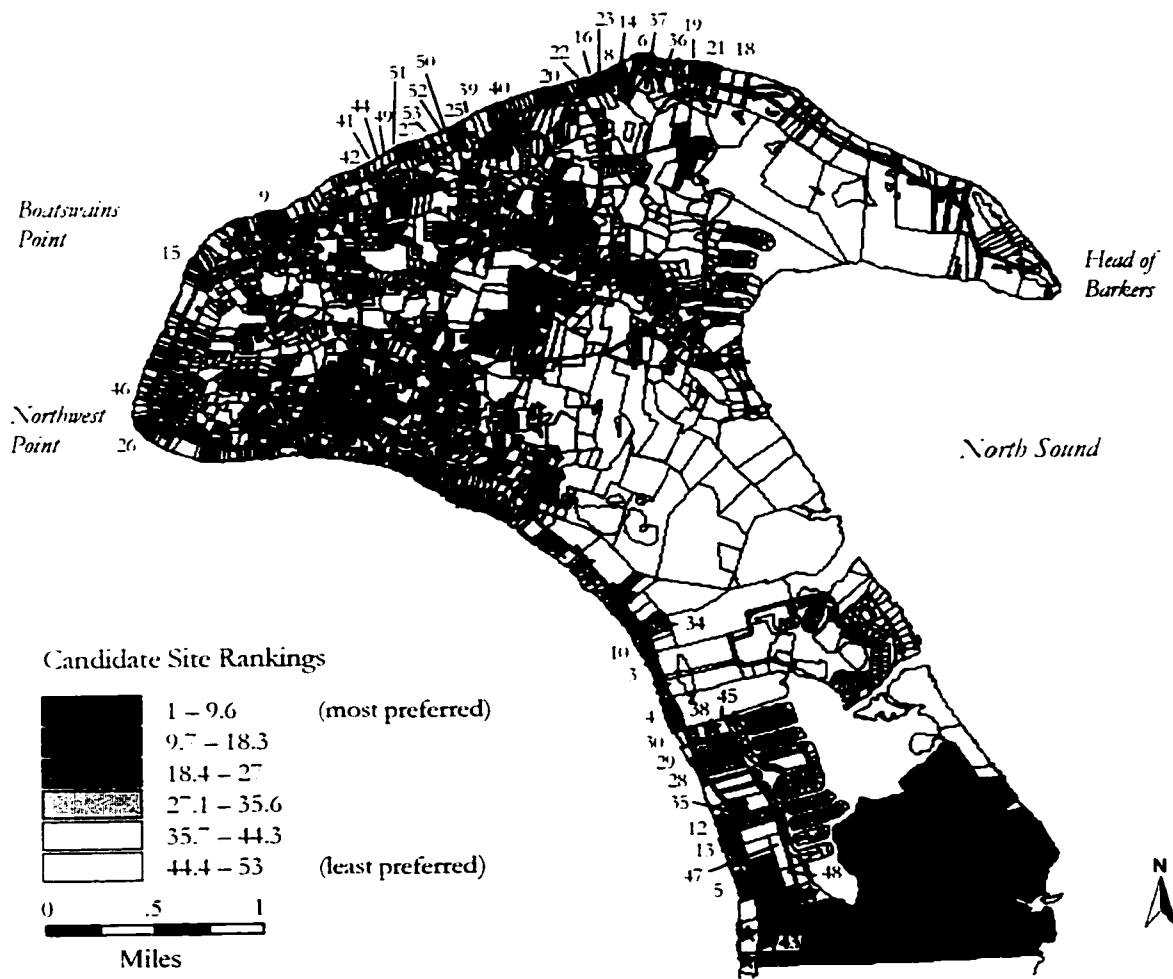 37
23 14 19
16 8 6 36 21 18
22
20
50
51 39 40
52 25
44 53
41 49
42
9
Boatswains
Point
15
Head of
Barkers
46
Northwest
Point
26
North Sound
34
10
3
45
38
4
30
29
28
35
12
13
47 48
5
43
Candidate Site Rankings
1 – 9.6 (most preferred)
9.7 – 18.3
18.4 – 27
27.1 – 35.6
35.7 – 44.3
44.4 – 53 (least preferred)
0 .5 1
Miles
N